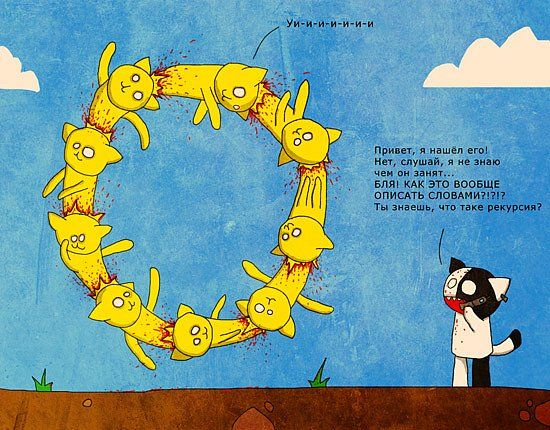 Уи-и-и-и-и-и-и
Привет, я нашёл его!
Нет, слушай, я не знаю
чем он занят...
БЛЯ! КАК ЭТО ВООБЩЕ
ОПИСАТЬ СЛОВАМИ?!?!?
Ты знаешь, что таке рекурсия?